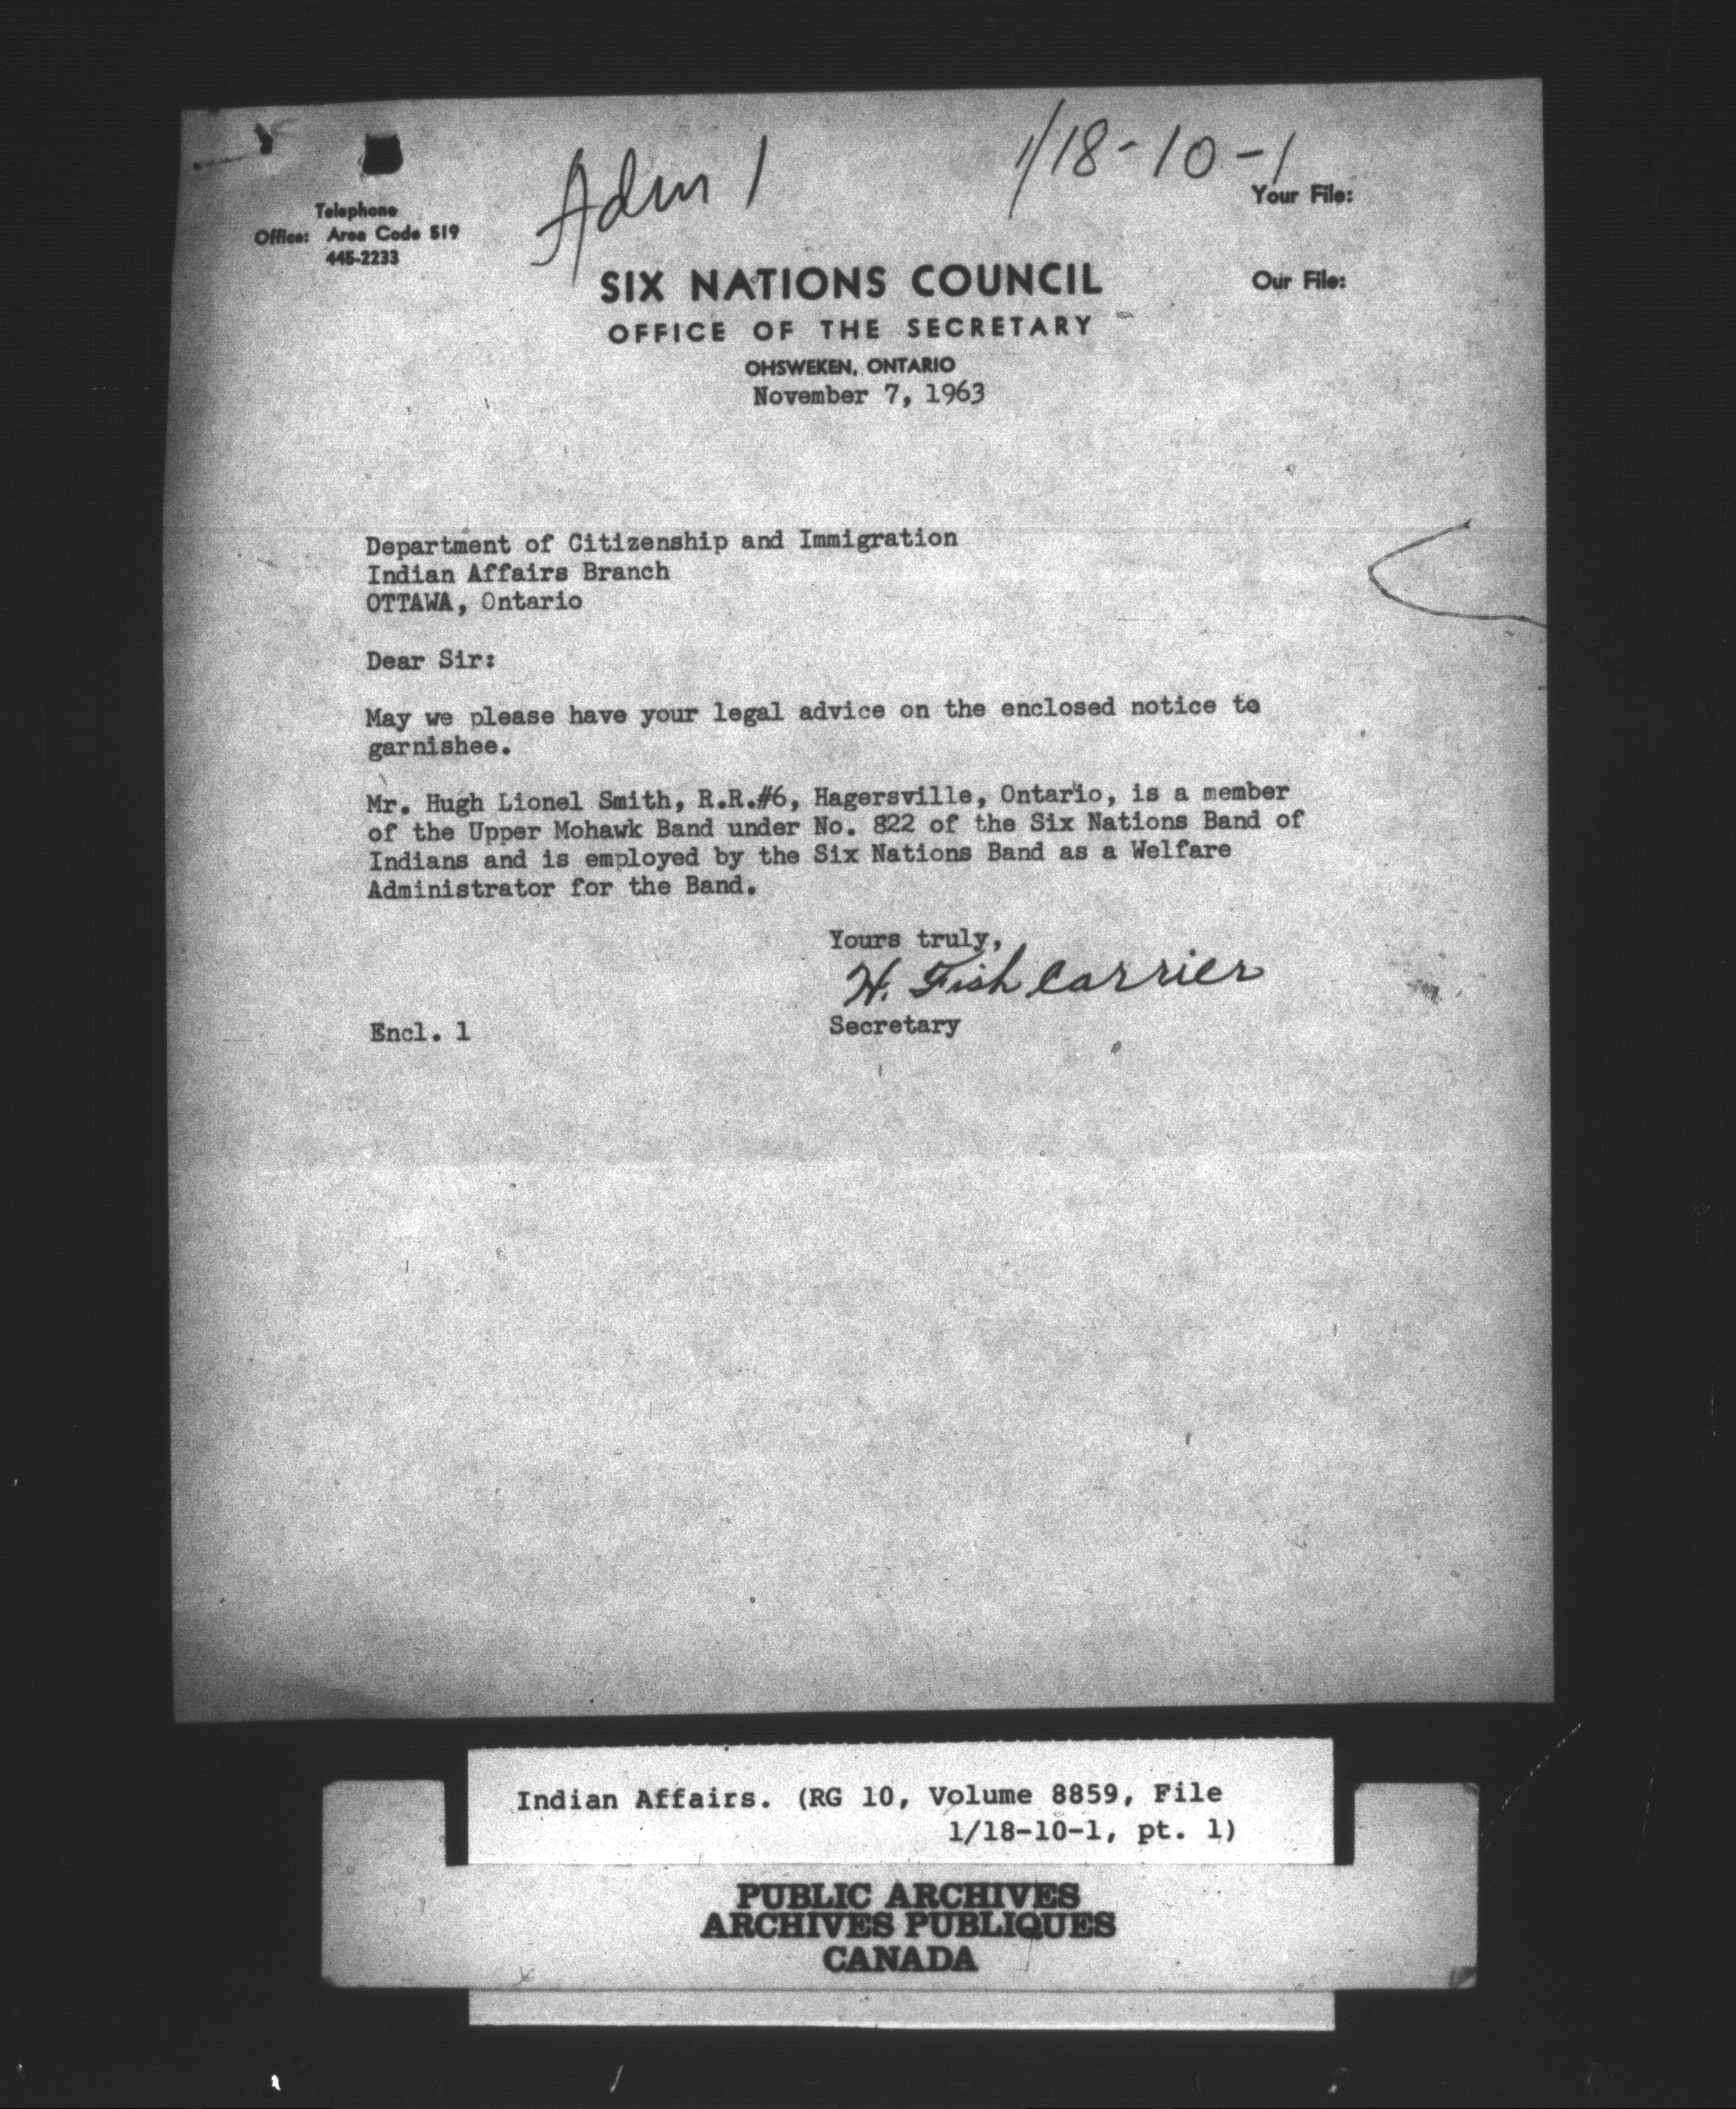 Adm 1
1/18-10-1
Your File:
Telephone
Office: Area Code 519
445-2233
Our File:
SIX NATIONS COUNCIL
OFFICE OF THE SECRETARY
OHSWEKEN, ONTARIO
November 7, 1963
Department of Citizenship and Immigration
Indian Affairs Branch
OTTAWA, Ontario
Dear Sir:
May we please have your legal advice on the enclosed notice to
garnishee.
Mr. Hugh Lionel Smith, R.R.#6, Hagersville, Ontario, is a member
of the Upper Mohawk Band under No. 822 of the Six Nations Band of
Indians and is employed by the Six Nations Band as a Welfare
Administrator for the Band.
Yours truly,
H. Fish Carrier
Secretary
Encl. 1
Indian Affairs. (RG 10, Volume 8859, File
1/18-10-1, pt. 1)
PUBLIC ARCHIVES
ARCHIVES PUBLIQUES
CANADA